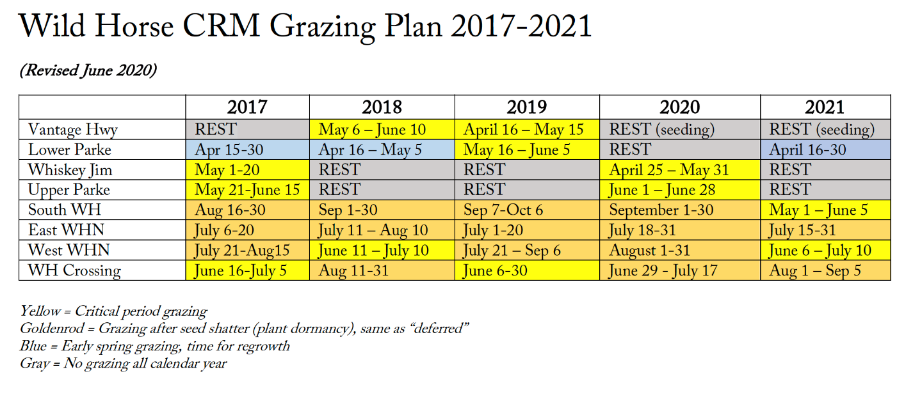 Wild Horse CRM Grazing Plan 2017-2021
(Revised June 2020)
2017 2018 2019 2020 2021
Vantage Hwy REST May 6 – June 10 April 16 – May 15 REST (seeding) REST (seeding)
Lower Parke Apr 15-30 Apr 16 – May 5 May 16 – June 5 REST April 16-30
Whiskey Jim May 1-20 REST REST April 25 – May 31 REST
Upper Parke May 21-June 15 REST REST June 1 – June 28 REST
South WH Aug 16-30 Sep 1-30 Sep 7-Oct 6 September 1-30 May 1 – June 5
East WHN July 6-20 July 11 – Aug 10 July 1-20 July 18-31 July 15-31
West WHN July 21-Aug15 June 11 – July 10 July 21 – Sep 6 August 1-31 June 6 – July 10
WH Crossing June 16-July 5 Aug 11-31 June 6-30 June 29 - July 17 Aug 1 – Sep 5
Yellow = Critical period grazing
Goldenrod = Grazing after seed shatter (plant dormancy), same as “deferred”
Blue = Early spring grazing, time for regrowth
Gray = No grazing all calendar year